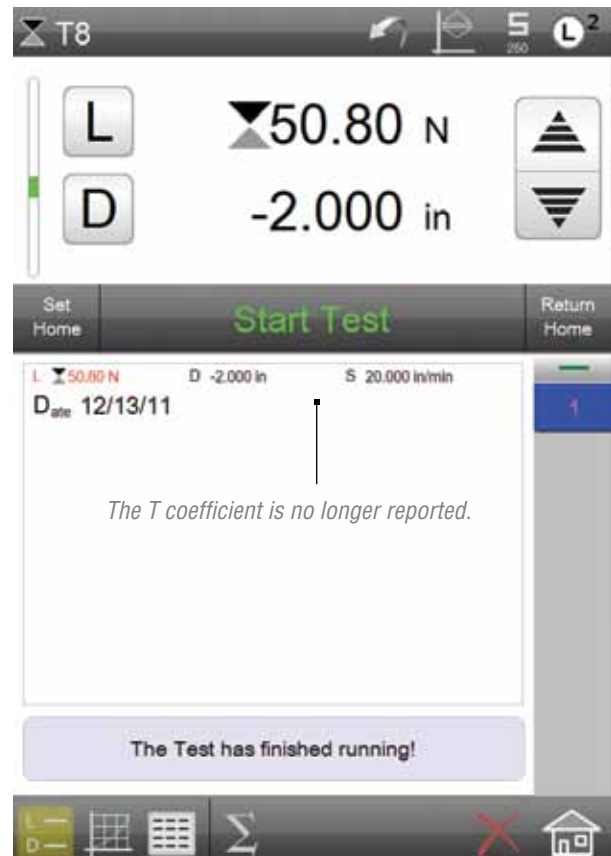 T8
S
250
L 2
L 50.80 N
D -2.000 in
Set Home
Start Test
Return Home
L 50.80 N D -2.000 in S 20.000 in/min
Date 12/13/11
1
The T coefficient is no longer reported.
The Test has finished running!
L
D
Σ